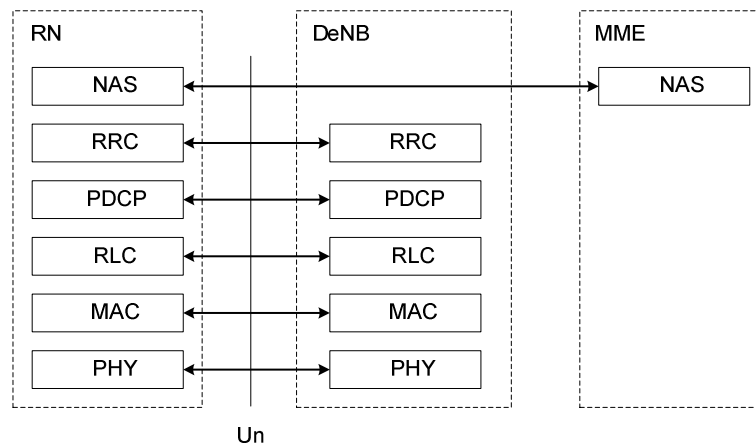 RN DeNB MME
NAS NAS
RRC RRC
PDCP PDCP
RLC RLC
MAC MAC
PHY PHY
Un